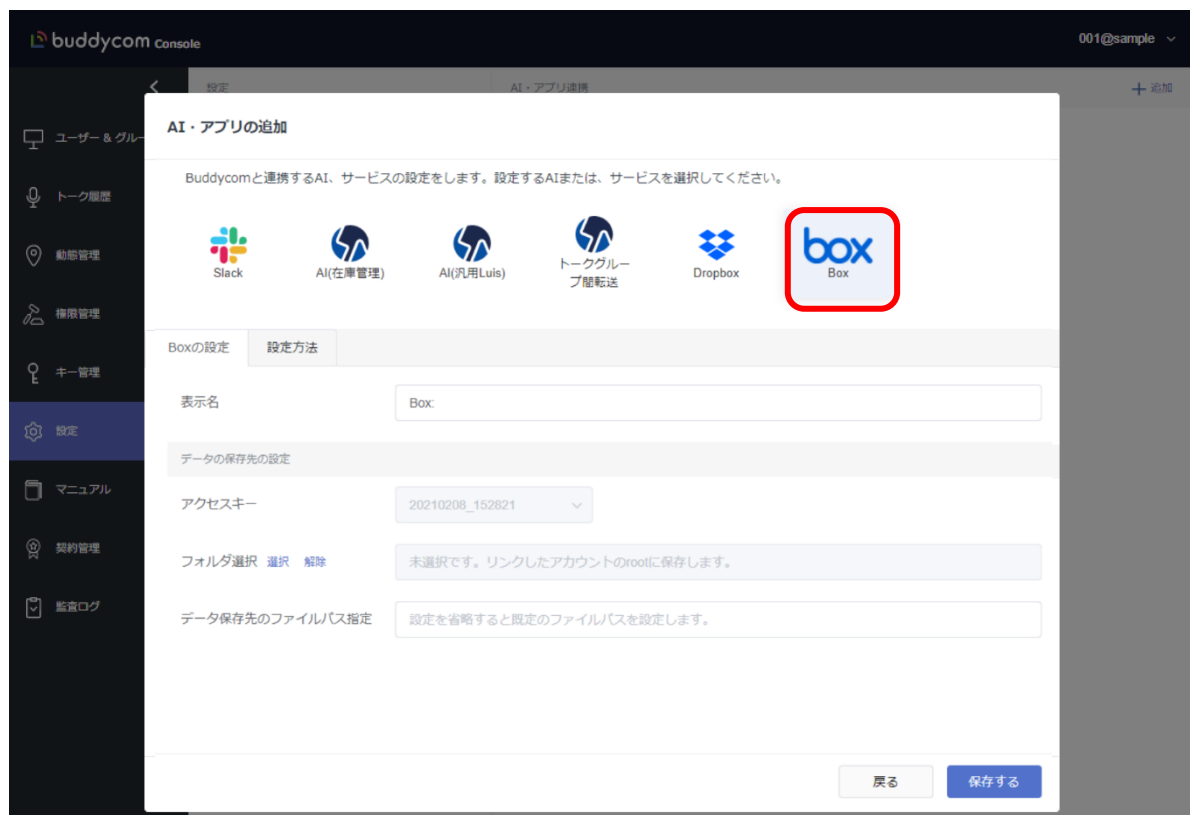 buddycom Console
001@sample
設定
AI・アプリ連携
追加
ユーザー & グルー
トーク履歴
動態管理
権限管理
キー管理
設定
マニュアル
契約管理
監査ログ
AI・アプリの追加
Buddycomと連携するAI、サービスの設定をします。設定するAIまたは、サービスを選択してください。
Slack
AI(在庫管理)
AI(汎用Luis)
トークグルー
プ間転送
Dropbox
box
Box
Boxの設定
設定方法
表示名
Box:
データの保存先の設定
アクセスキー
20210208_152821
フォルダ選択 選択 解除
未選択です。リンクしたアカウントのrootに保存します。
データ保存先のファイルパス指定
設定を省略すると既定のファイルパスを設定します。
戻る
保存する